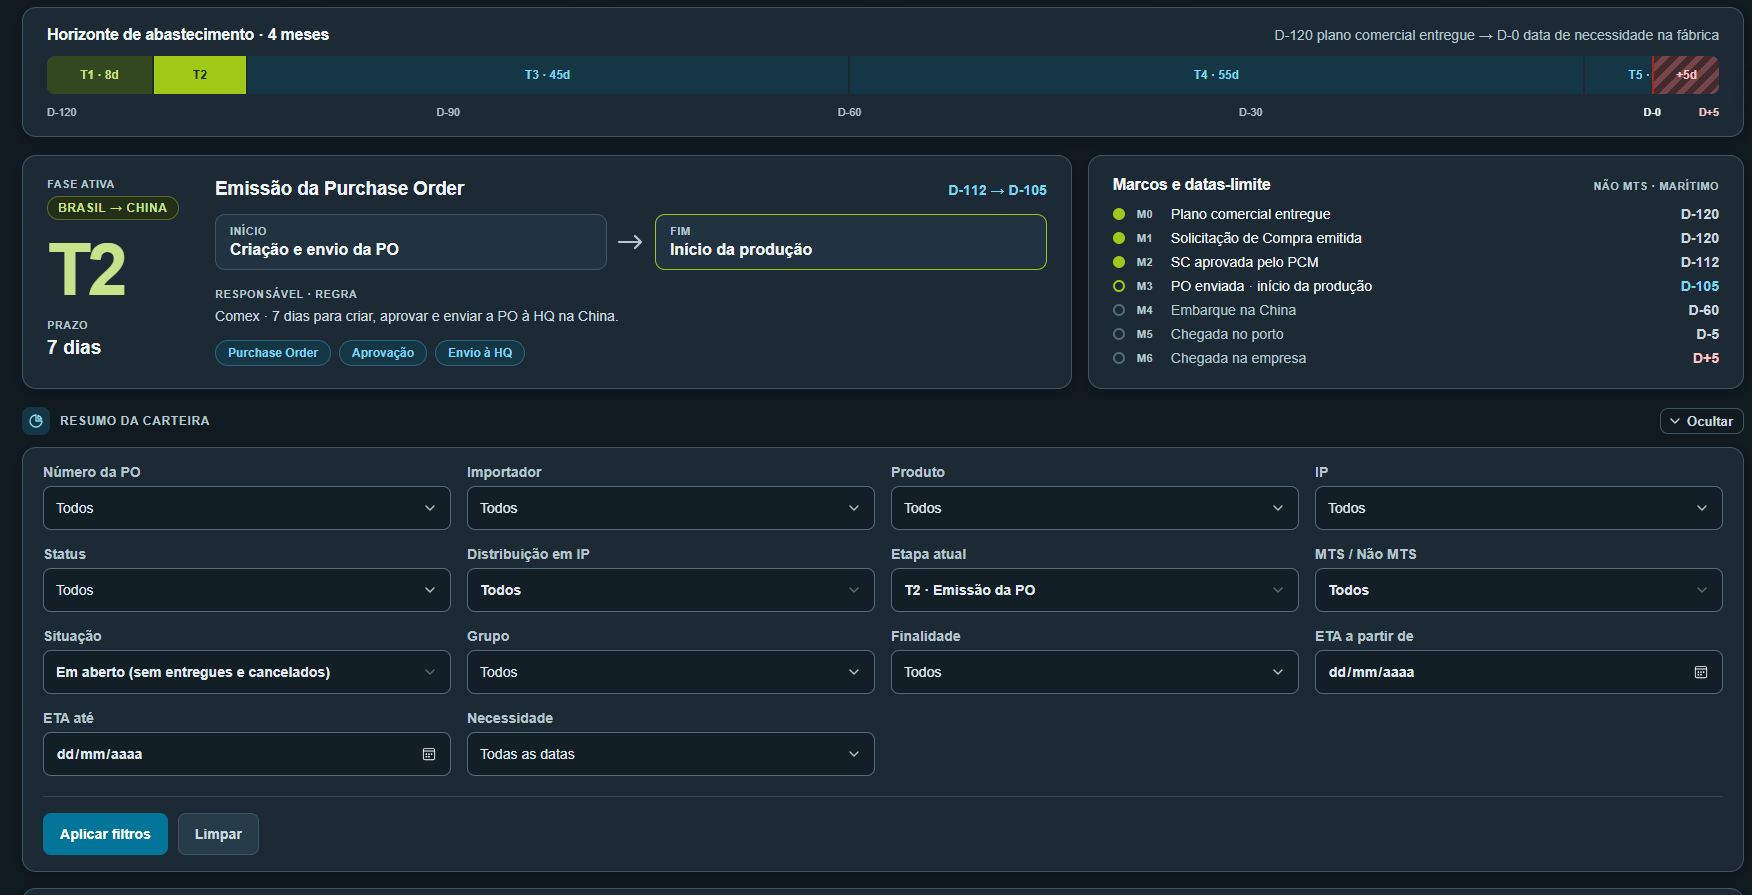 Horizonte de abastecimento · 4 meses
D-120 plano comercial entregue → D-0 data de necessidade na fábrica
T1 · 8d
T2
T3 · 45d
T4 · 55d
T5 ·
+5d
D-120
D-90
D-60
D-30
D-0
D+5
FASE ATIVA
BRASIL → CHINA
T2
PRAZO
7 dias
Emissão da Purchase Order
D-112 → D-105
INÍCIO
Criação e envio da PO
→
FIM
Início da produção
RESPONSÁVEL · REGRA
Comex · 7 dias para criar, aprovar e enviar a PO à HQ na China.
Purchase Order
Aprovação
Envio à HQ
Marcos e datas-limite
NÃO MTS · MARÍTIMO
M0 Plano comercial entregue D-120
M1 Solicitação de Compra emitida D-120
M2 SC aprovada pelo PCM D-112
M3 PO enviada · início da produção D-105
M4 Embarque na China D-60
M5 Chegada no porto D-5
M6 Chegada na empresa D+5
RESUMO DA CARTEIRA
Ocultar
Número da PO
Todos
Importador
Todos
Produto
Todos
IP
Todos
Status
Todos
Distribuição em IP
Todos
Etapa atual
T2 · Emissão da PO
MTS / Não MTS
Todos
Situação
Em aberto (sem entregues e cancelados)
Grupo
Todos
Finalidade
Todos
ETA a partir de
dd/mm/aaaa
ETA até
dd/mm/aaaa
Necessidade
Todas as datas
Aplicar filtros
Limpar